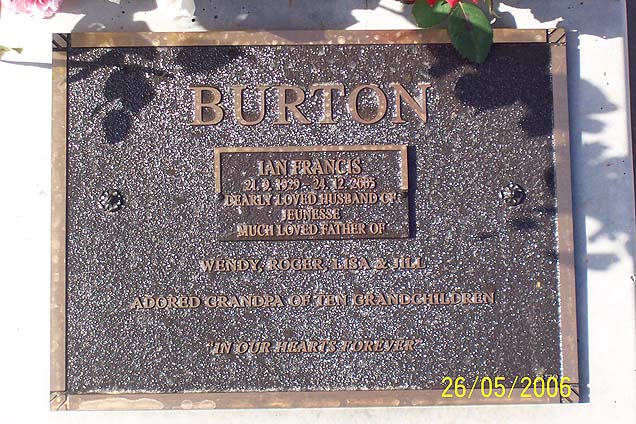 BURTON
IAN FRANCIS
21. 9. 1929 - 21. 12. 2005
DEARLY LOVED HUSBAND OF
JEUNESSE
MUCH LOVED FATHER OF
WENDY, ROGER, LISA & JILL
ADORED GRANDPA OF TEN GRANDCHILDREN
"IN OUR HEARTS FOREVER"
26/05/2006